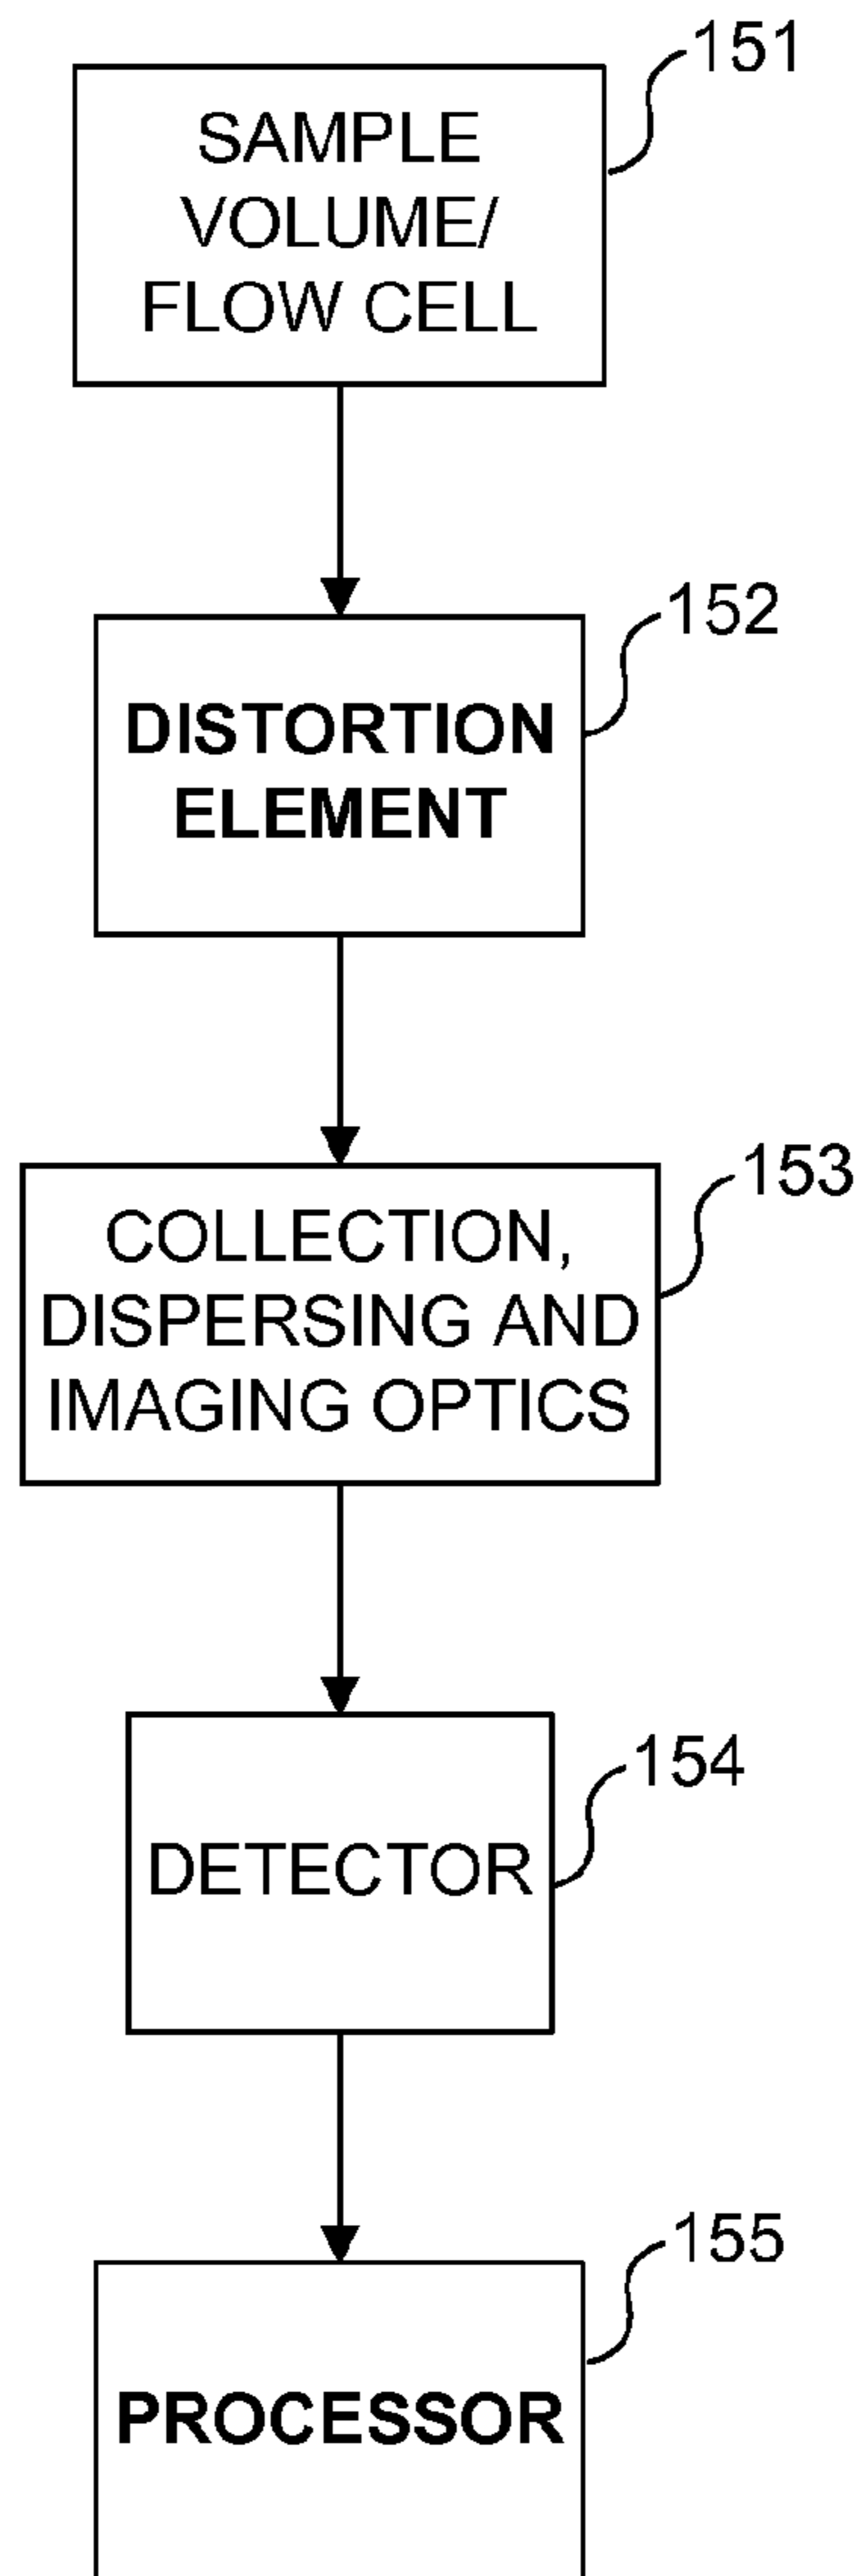 151
SAMPLE
VOLUME/
FLOW CELL
152
DISTORTION
ELEMENT
153
COLLECTION,
DISPERSING AND
IMAGING OPTICS
154
DETECTOR
155
PROCESSOR